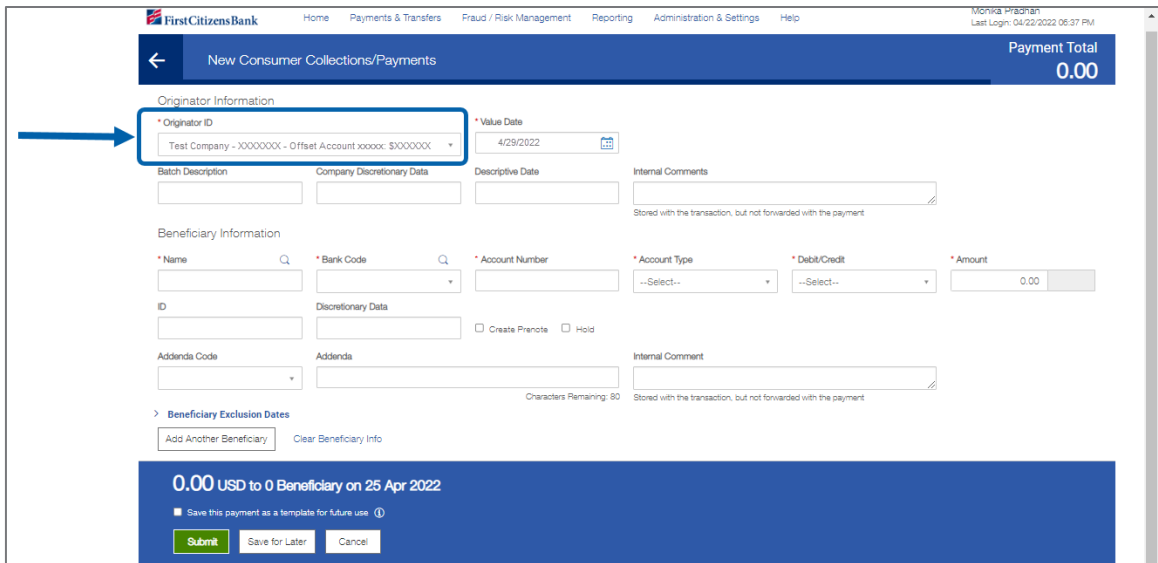 First Citizens Bank Home Payments & Transfers Fraud / Risk Management Reporting Administration & Settings Help Monika Pradhan
Last Login: 04/22/2022 06:37 PM
New Consumer Collections/Payments Payment Total
0.00
Originator Information
* Originator ID * Value Date
Test Company - XXXXXXX - Offset Account xxxxx: $XXXXXX 4/29/2022
Batch Description Company Discretionary Data Descriptive Date Internal Comments
Stored with the transaction, but not forwarded with the payment
Beneficiary Information
* Name * Bank Code * Account Number * Account Type * Debit/Credit * Amount
--Select-- --Select-- 0.00
ID Discretionary Data
Create Prenote Hold
Addenda Code Addenda Internal Comment
Characters Remaining: 80 Stored with the transaction, but not forwarded with the payment
> Beneficiary Exclusion Dates
Add Another Beneficiary Clear Beneficiary Info
0.00 USD to 0 Beneficiary on 25 Apr 2022
Save this payment as a template for future use
Submit Save for Later Cancel